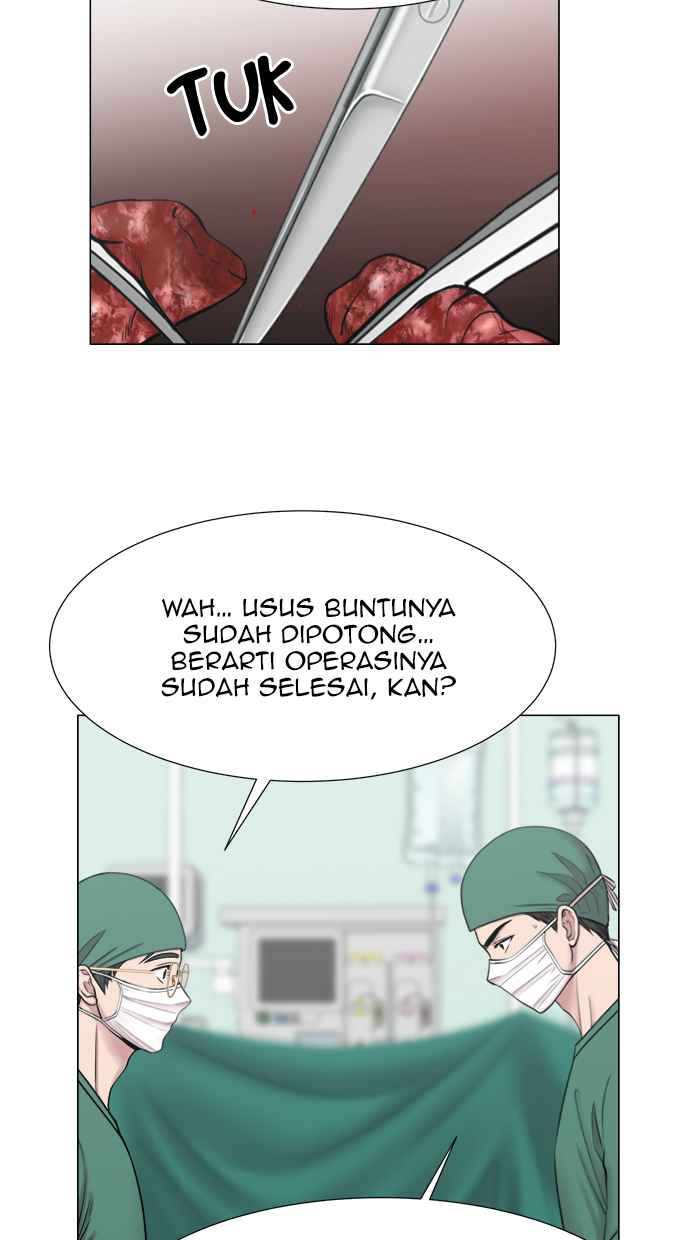 TUK
WAH... USUS BUNTUNYA
SUDAH DIPOTONG...
BERARTI OPERASINYA
SUDAH SELESAI, KAN?